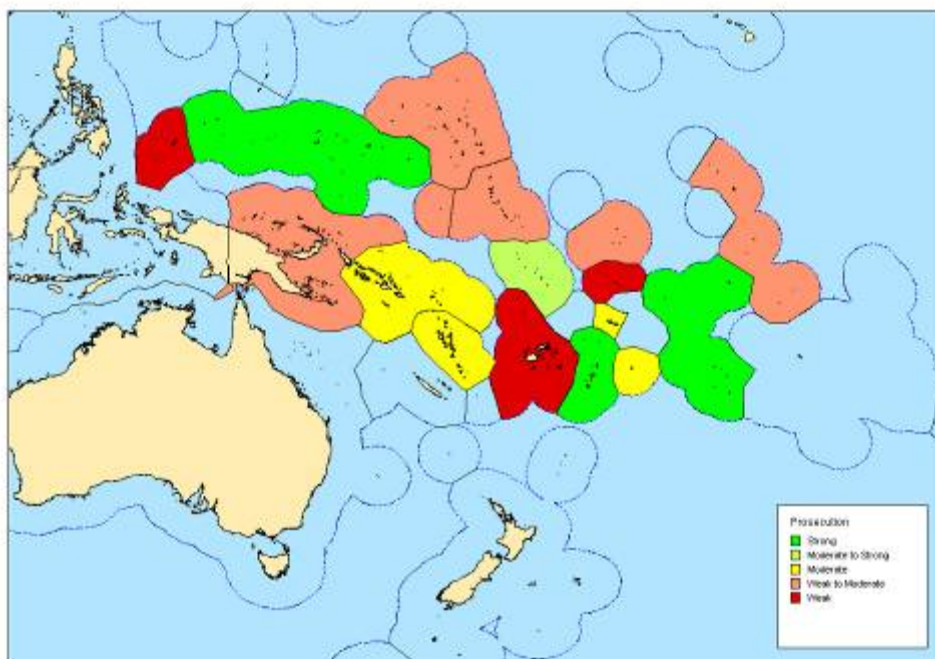 Prosecution
Strong
Moderate to Strong
Moderate
Weak to Moderate
Weak